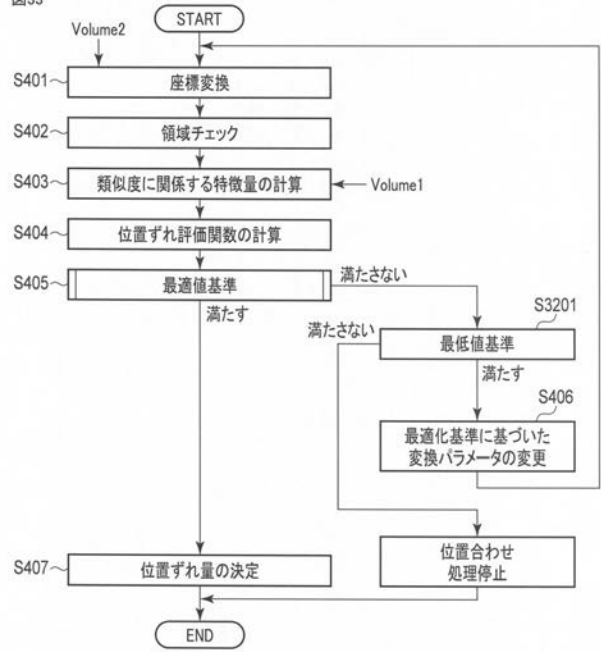 図33
START
Volume2
S401
座標変換
S402
領域チェック
S403
類似度に関係する特徴量の計算
Volume1
S404
位置ずれ評価関数の計算
S405
最適値基準
満たさない
満たす
S3201
満たさない
最低値基準
満たす
S406
最適化基準に基づいた
変換パラメータの変更
位置合わせ
処理停止
S407
位置ずれ量の決定
END